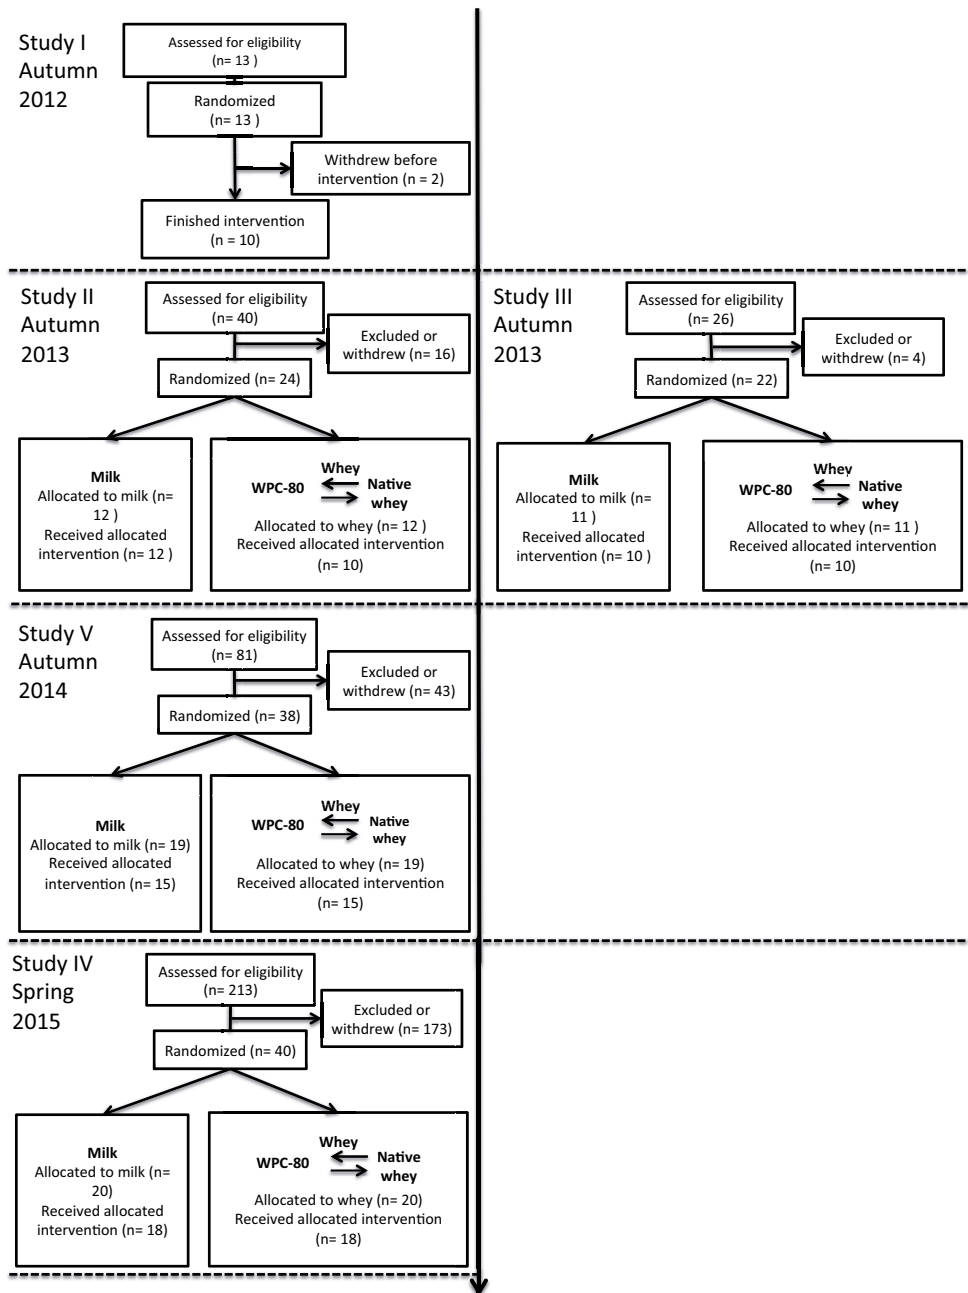 Study I
Autumn
2012
Assessed for eligibility
(n= 13 )
Randomized
(n= 13 )
Withdrew before
intervention (n = 2)
Finished intervention
(n = 10)
Study II
Autumn
2013
Assessed for eligibility
(n= 40)
Excluded or
withdrew (n= 16)
Randomized (n= 24)
Milk
Allocated to milk (n=
12 )
Received allocated
intervention (n= 12 )
Whey
WPC-80
Native
whey
Allocated to whey (n= 12 )
Received allocated intervention
(n= 10)
Study III
Autumn
2013
Assessed for eligibility
(n= 26)
Excluded or
withdrew (n= 4)
Randomized (n= 22)
Milk
Allocated to milk (n=
11 )
Received allocated
intervention (n= 10 )
Whey
WPC-80
Native
whey
Allocated to whey (n= 11 )
Received allocated intervention
(n= 10)
Study V
Autumn
2014
Assessed for eligibility
(n= 81)
Excluded or
withdrew (n= 43)
Randomized (n= 38)
Milk
Allocated to milk (n= 19)
Received allocated
intervention (n= 15)
Whey
WPC-80
Native
whey
Allocated to whey (n= 19)
Received allocated intervention
(n= 15)
Study IV
Spring
2015
Assessed for eligibility
(n= 213)
Excluded or
withdrew (n= 173)
Randomized (n= 40)
Milk
Allocated to milk (n=
20)
Received allocated
intervention (n= 18)
Whey
WPC-80
Native
whey
Allocated to whey (n= 20)
Received allocated intervention
(n= 18)